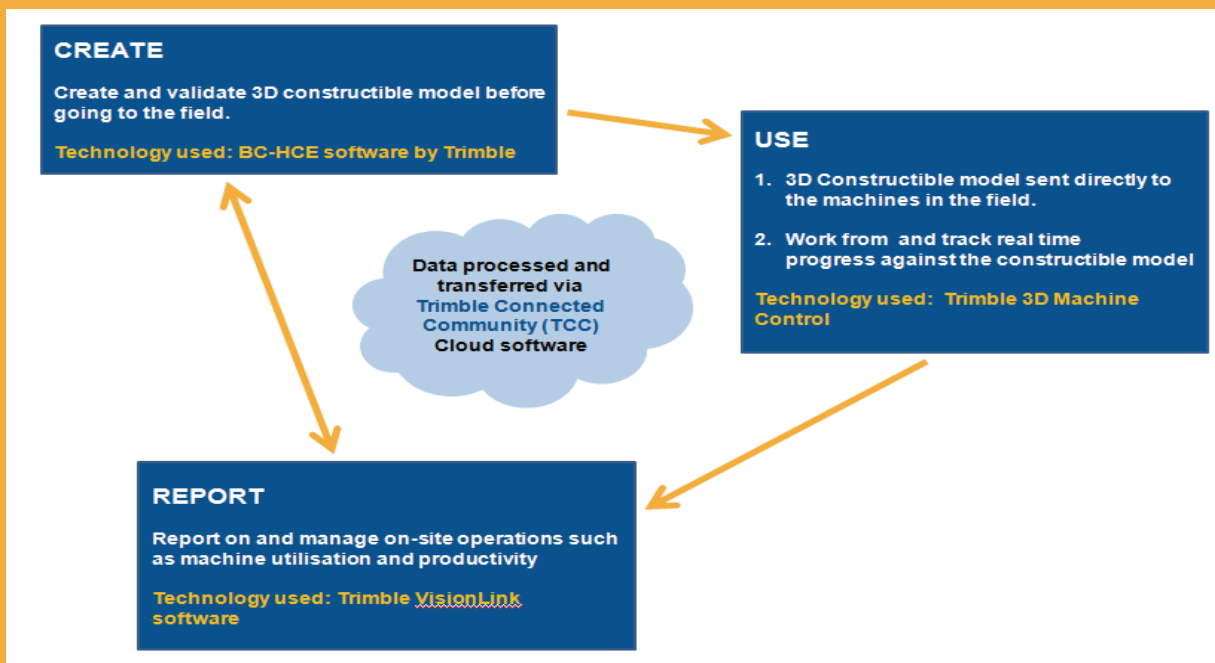 CREATE
Create and validate 3D constructible model before
going to the field.
Technology used: BC-HCE software by Trimble
USE
1. 3D Constructible model sent directly to
the machines in the field.
2. Work from and track real time
progress against the constructible model
Technology used: Trimble 3D Machine
Control
Data processed and
transferred via
Trimble Connected
Community (TCC)
Cloud software
REPORT
Report on and manage on-site operations such
as machine utilisation and productivity
Technology used: Trimble VisionLink
software